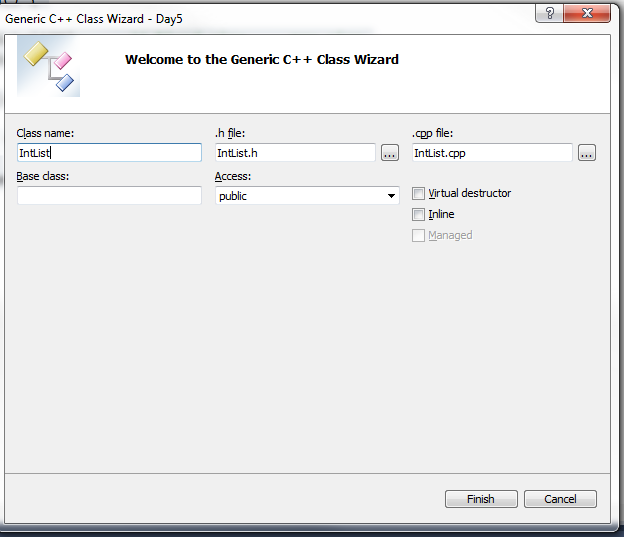 Generic C++ Class Wizard - Day5
Welcome to the Generic C++ Class Wizard
Class name: .h file: .cpp file:
IntList IntList.h ... IntList.cpp ...
Base class: Access:
public Virtual destructor
Inline
Managed
Finish Cancel